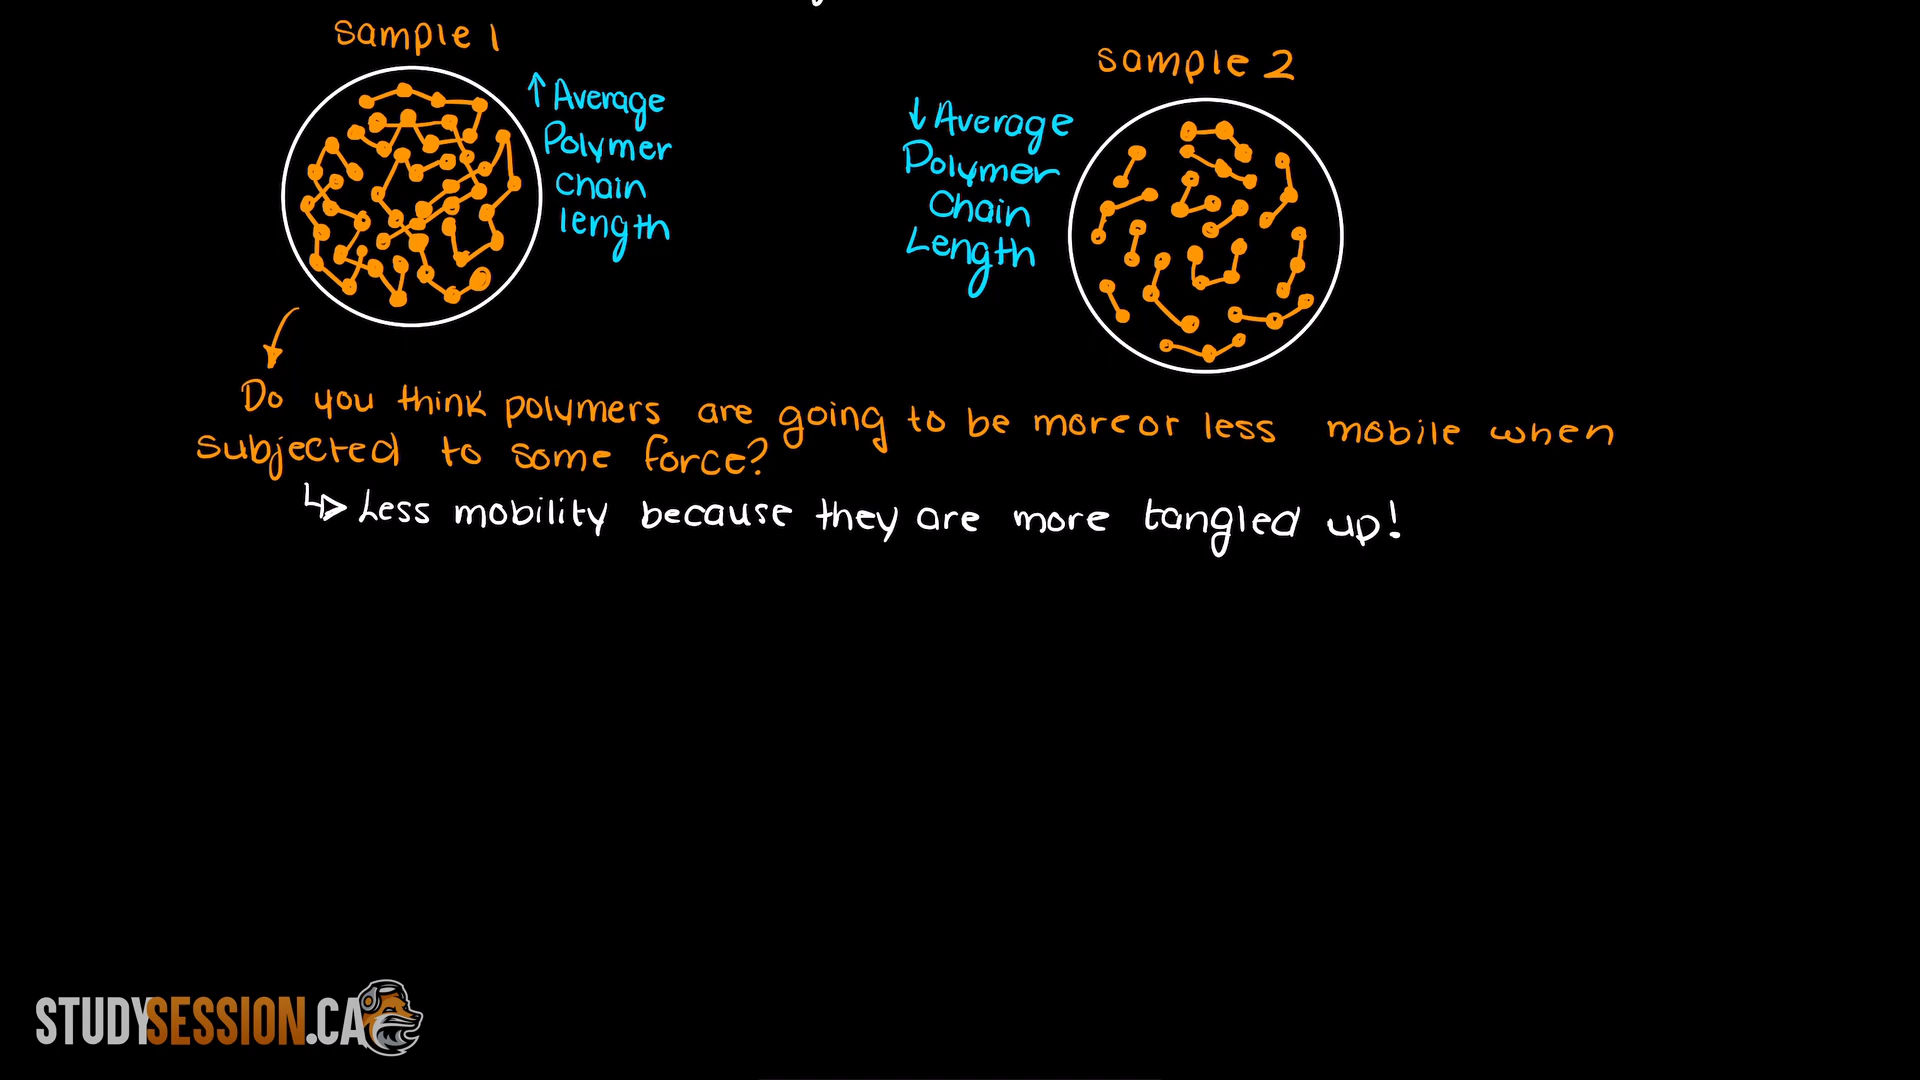 sample 1
↑ Average
Polymer
chain
length
sample 2
↓ Average
Polymer
Chain
Length
Do you think polymers are going to be more or less mobile when
subjected to some force?
↳ Less mobility because they are more tangled up!
STUDYSESSION.CA